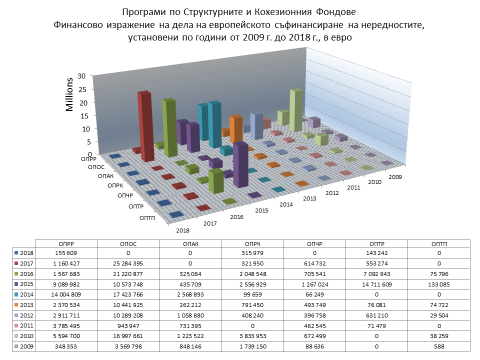 Програми по Структурните и Кохезионния Фондове
Финансово изражение на дела на европейското съфинансиране на нередностите,
установени по години от 2009 г. до 2018 г., в евро
Millions
30
25
20
15
10
5
0
ОПРР
ОПОС
ОПАК
ОПРК
ОПЧР
ОПТР
ОПТП
2018
2017
2016
2015
2014
2013
2012
2011
2010
2009
ОПРР ОПОС ОПАК ОПРК ОПЧР ОПТР ОПТП
2018 155 609 0 0 315 979 0 143 242 0
2017 1 160 427 25 284 395 0 321 950 614 732 553 274 0
2016 1 567 683 21 220 877 325 064 2 048 548 705 541 7 092 943 75 796
2015 9 089 982 10 573 748 435 709 2 556 929 1 267 024 14 711 609 133 085
2014 14 004 809 17 423 766 2 568 893 99 659 66 249 0 0
2013 2 370 534 10 441 925 262 212 791 450 493 749 76 081 74 722
2012 2 911 711 10 289 208 1 058 880 408 240 396 758 631 210 29 504
2011 3 785 495 943 947 731 395 0 462 545 71 479 0
2010 5 594 700 16 997 661 1 223 522 3 833 953 672 499 0 38 259
2009 348 353 3 569 798 848 146 1 739 150 88 636 0 588